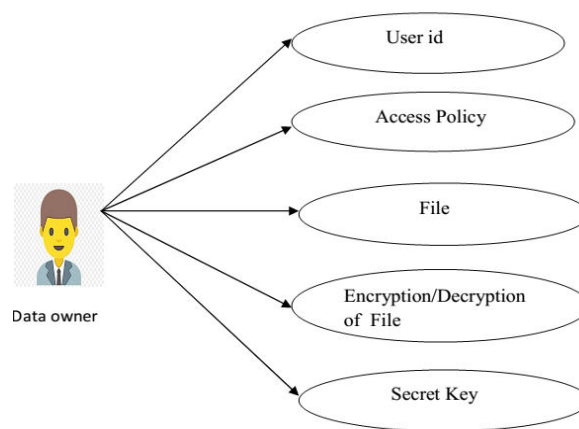 User id
Access Policy
File
Encryption/Decryption
of File
Secret Key
Data owner